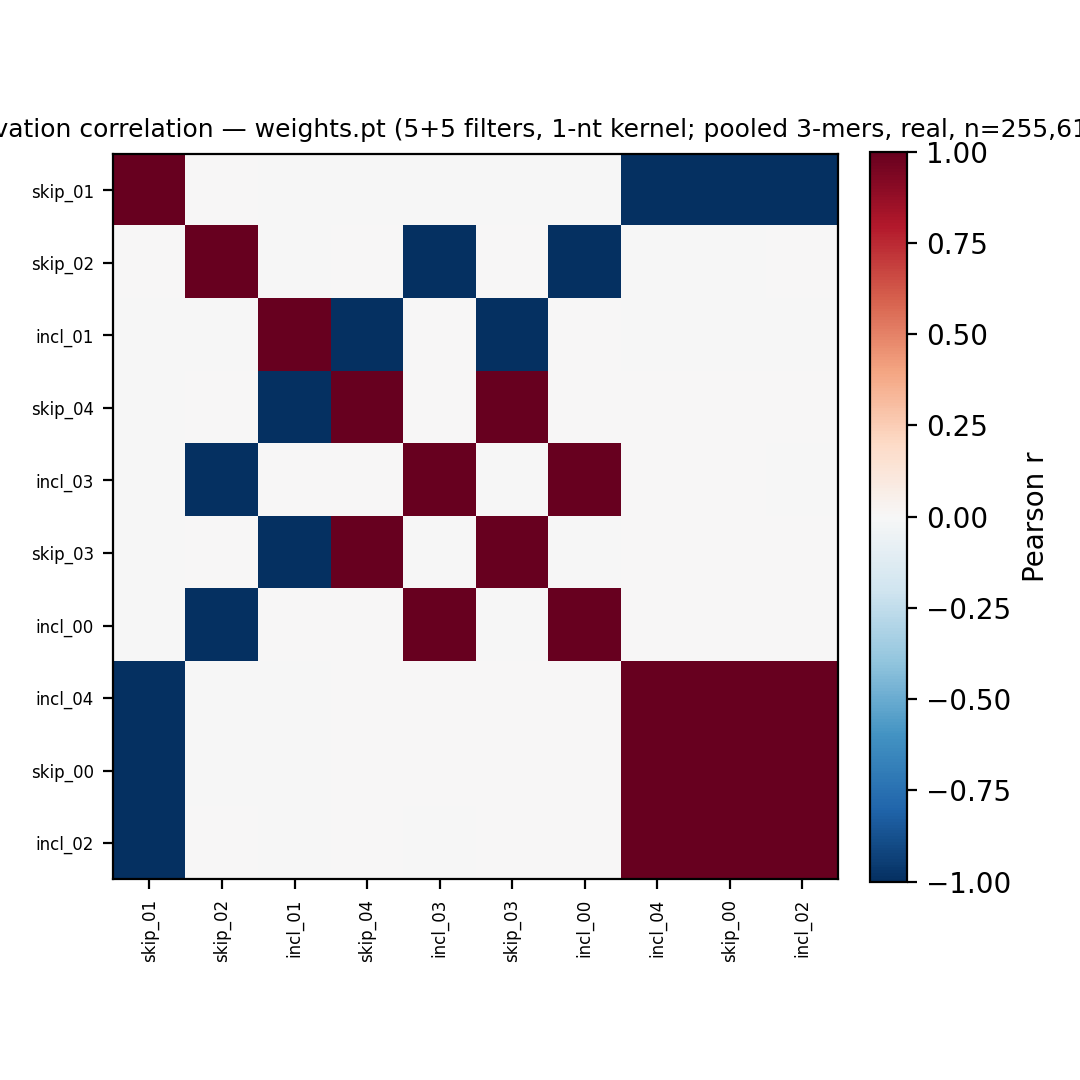 vation correlation — weights.pt (5+5 filters, 1-nt kernel; pooled 3-mers, real, n=255,61
skip_01
skip_02
incl_01
skip_04
incl_03
skip_03
incl_00
incl_04
skip_00
incl_02
skip_01
skip_02
incl_01
skip_04
incl_03
skip_03
incl_00
incl_04
skip_00
incl_02
1.00
0.75
0.50
0.25
0.00
−0.25
−0.50
−0.75
−1.00
Pearson r